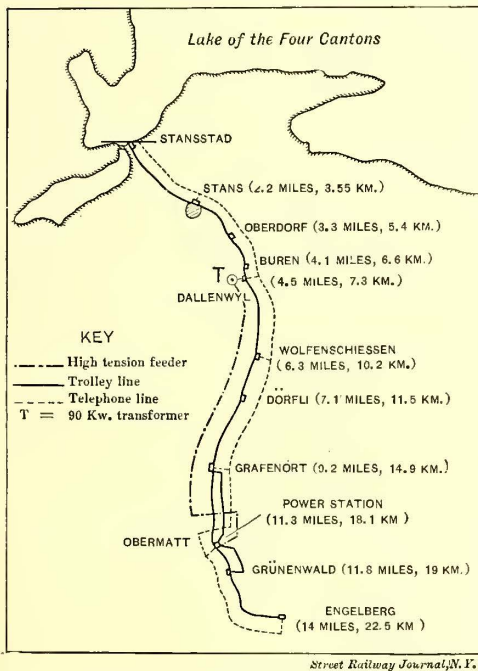 Lake of the Four Cantons
STANSSTAD
STANS (2.2 MILES, 3.55 KM.)
OBERDORF (3.3 MILES, 5.4 KM.)
BUREN (4.1 MILES, 6.6 KM.)
T
(4.5 MILES, 7.3 KM.)
DALLENWYL
KEY
High tension feeder
Trolley line
Telephone line
T = 90 Kw. transformer
WOLFENSCHIESSEN
(6.3 MILES, 10.2 KM.)
DÖRFLI (7.1 MILES, 11.5 KM.)
GRAFENORT (9.2 MILES, 14.9 KM.)
POWER STATION
(11.3 MILES, 18.1 KM)
OBERMATT
GRÜNENWALD (11.8 MILES, 19 KM.)
ENGELBERG
(14 MILES, 22.5 KM)
Street Railway Journal, N.Y.